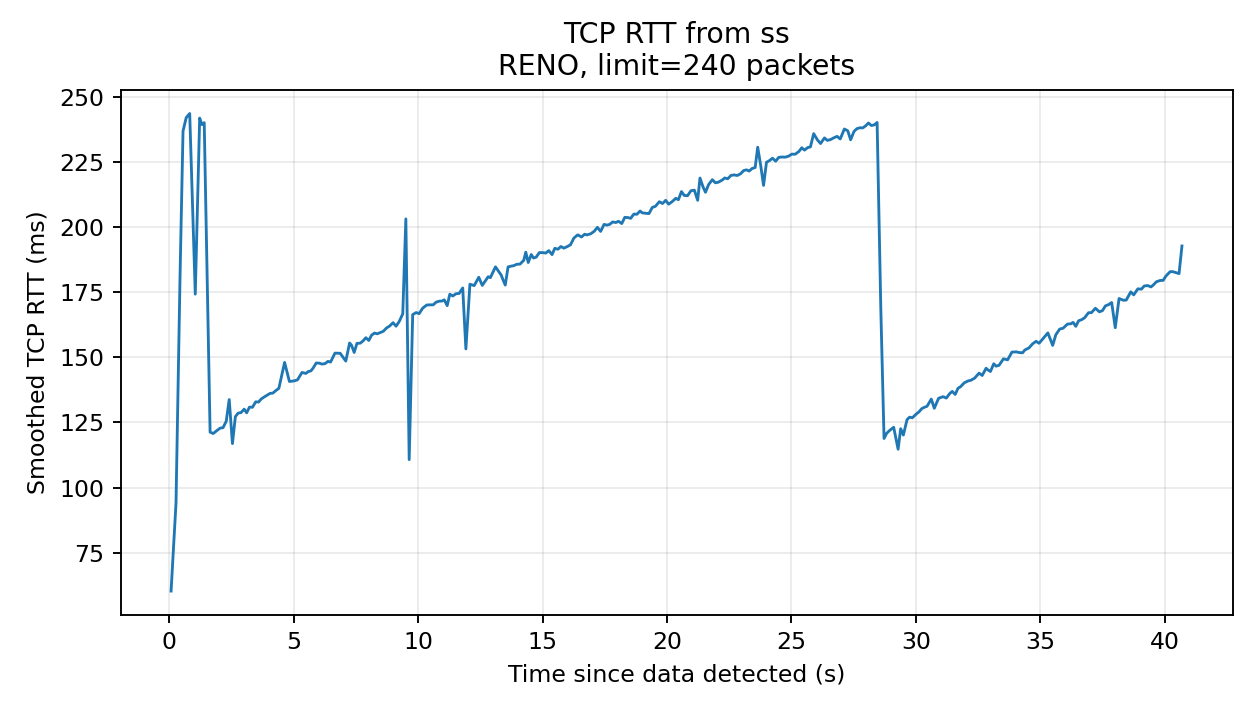 TCP RTT from ss
RENO, limit=240 packets
Smoothed TCP RTT (ms)
250
225
200
175
150
125
100
75
0 5 10 15 20 25 30 35 40
Time since data detected (s)